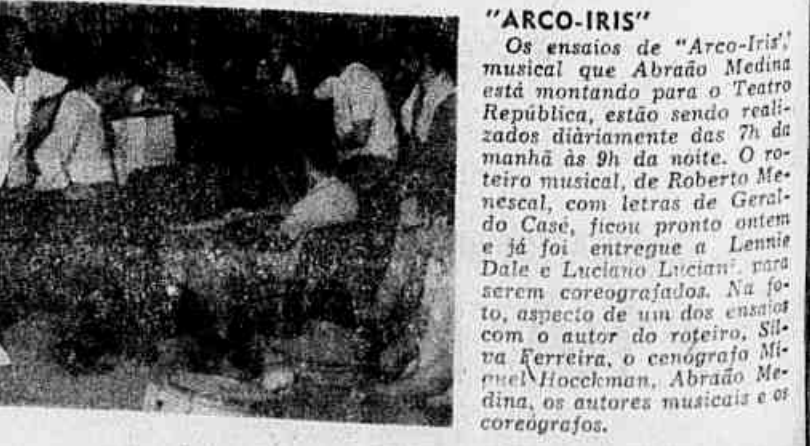 "ARCO-IRIS"
Os ensaios de "Arco-Iris",
musical que Abraão Medina
está montando para o Teatro
República, estão sendo reali-
zados diàriamente das 7h da
manhã às 9h da noite. O ro-
teiro musical, de Roberto Me-
nescal, com letras de Geral-
do Casé, ficou pronto ontem
e já foi entregue a Lennie
Dale e Luciano Luciani, para
serem coreografados. Na fo-
to, aspecto de um dos ensaios
com o autor do roteiro, Sil-
va Ferreira, o cenógrafo Mi-
guel Hocckman, Abraão Me-
dina, os autores musicais e os
coreógrafos.